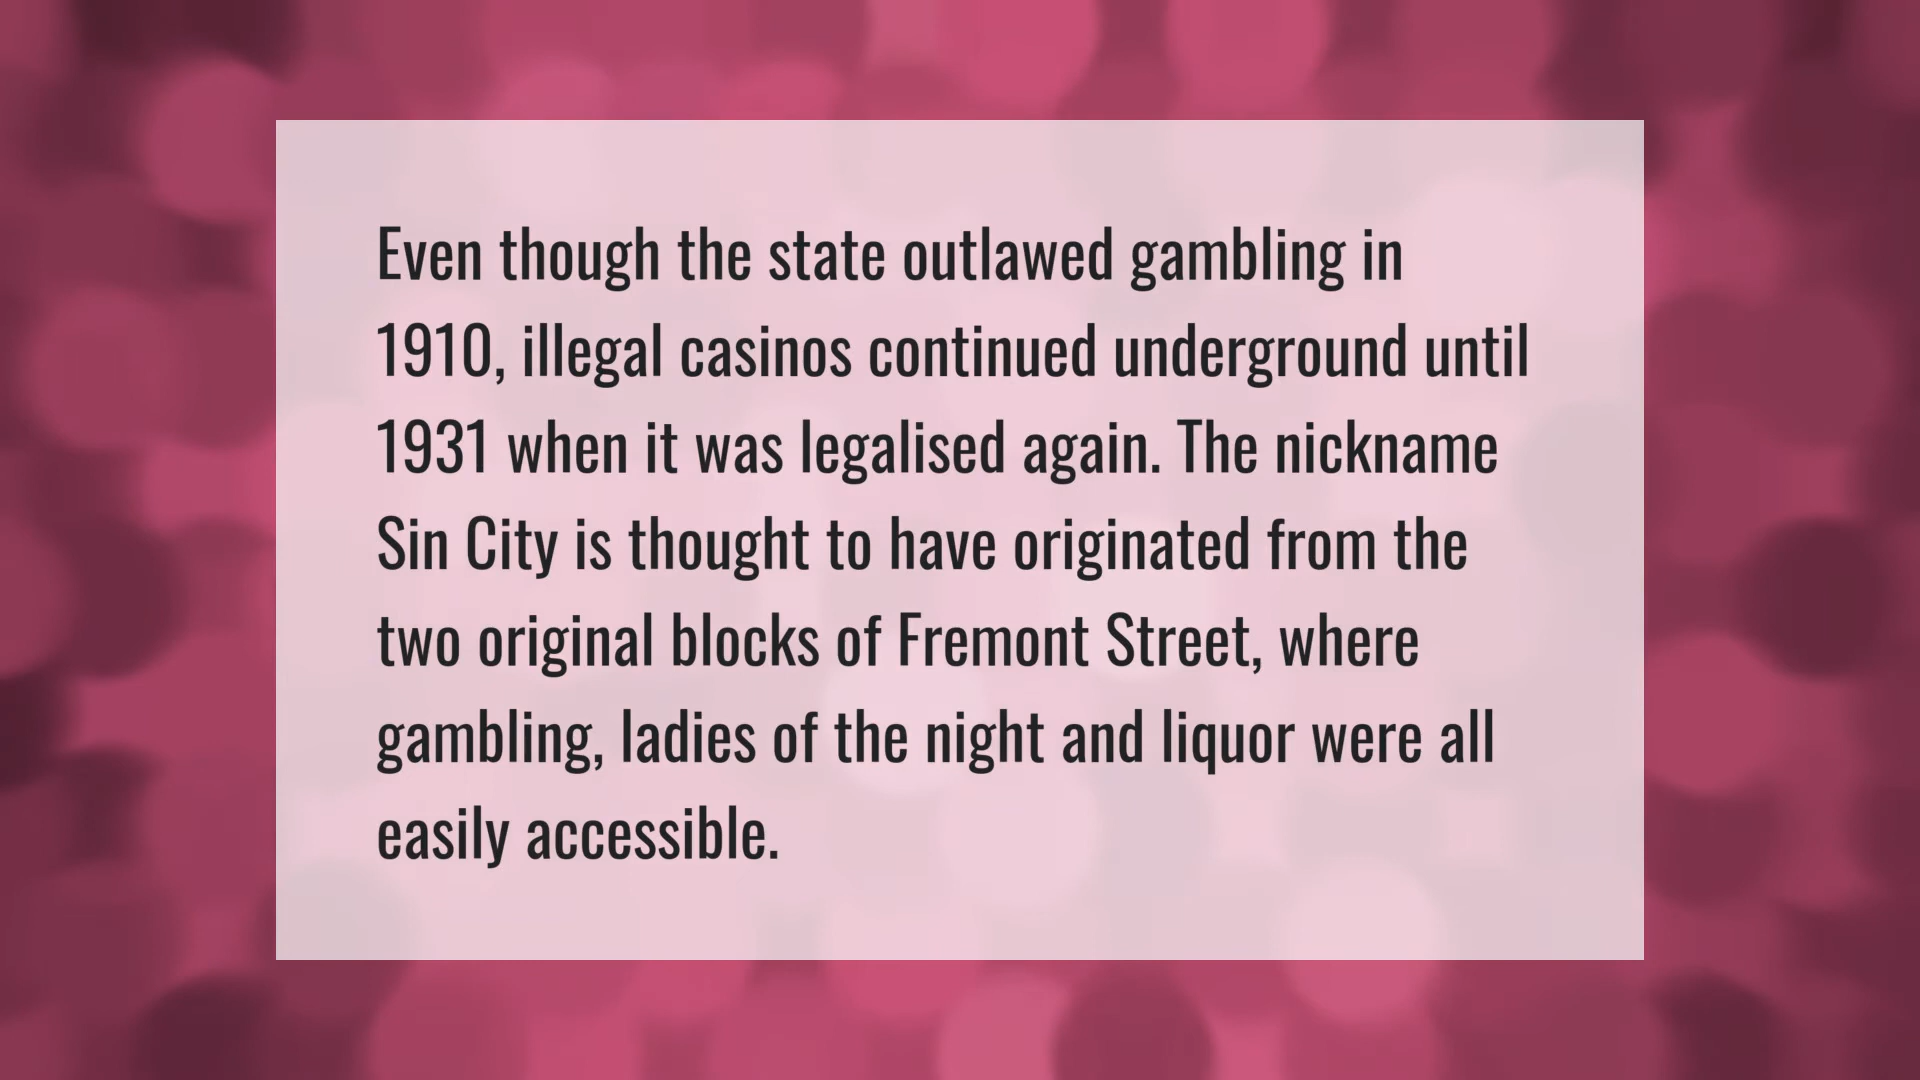 Even though the state outlawed gambling in
1910, illegal casinos continued underground until
1931 when it was legalised again. The nickname
Sin City is thought to have originated from the
two original blocks of Fremont Street, where
gambling, ladies of the night and liquor were all
easily accessible.